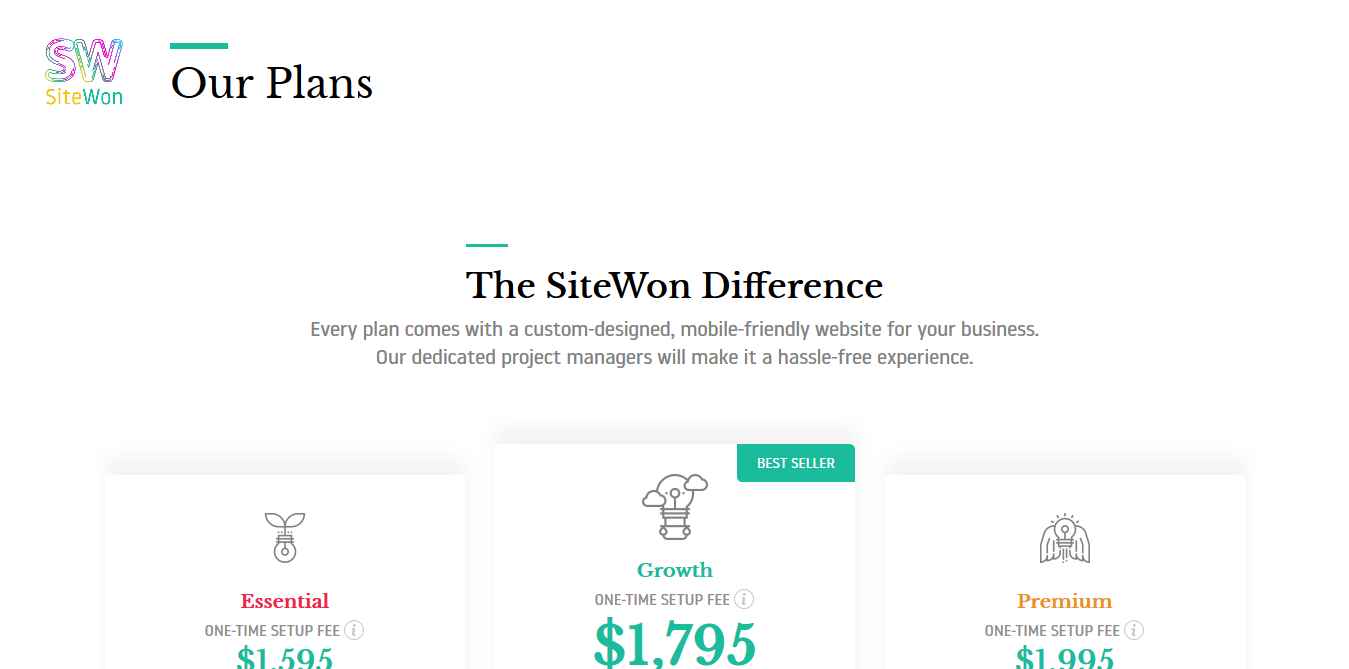 SW
SiteWon
Our Plans
The SiteWon Difference
Every plan comes with a custom-designed, mobile-friendly website for your business.
Our dedicated project managers will make it a hassle-free experience.
Essential
ONE-TIME SETUP FEE i
$1,595
BEST SELLER
Growth
ONE-TIME SETUP FEE i
$1,795
Premium
ONE-TIME SETUP FEE i
$1,995